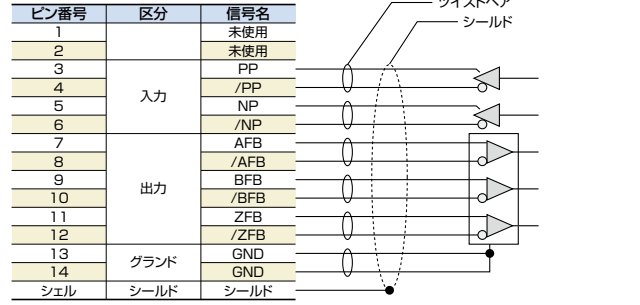 ツイストペア
シールド
ピン番号 区分 信号名
1 未使用
2 未使用
3 入力 PP
4 /PP
5 NP
6 /NP
7 出力 AFB
8 /AFB
9 BFB
10 /BFB
11 ZFB
12 /ZFB
13 グランド GND
14 GND
シェル シールド シールド